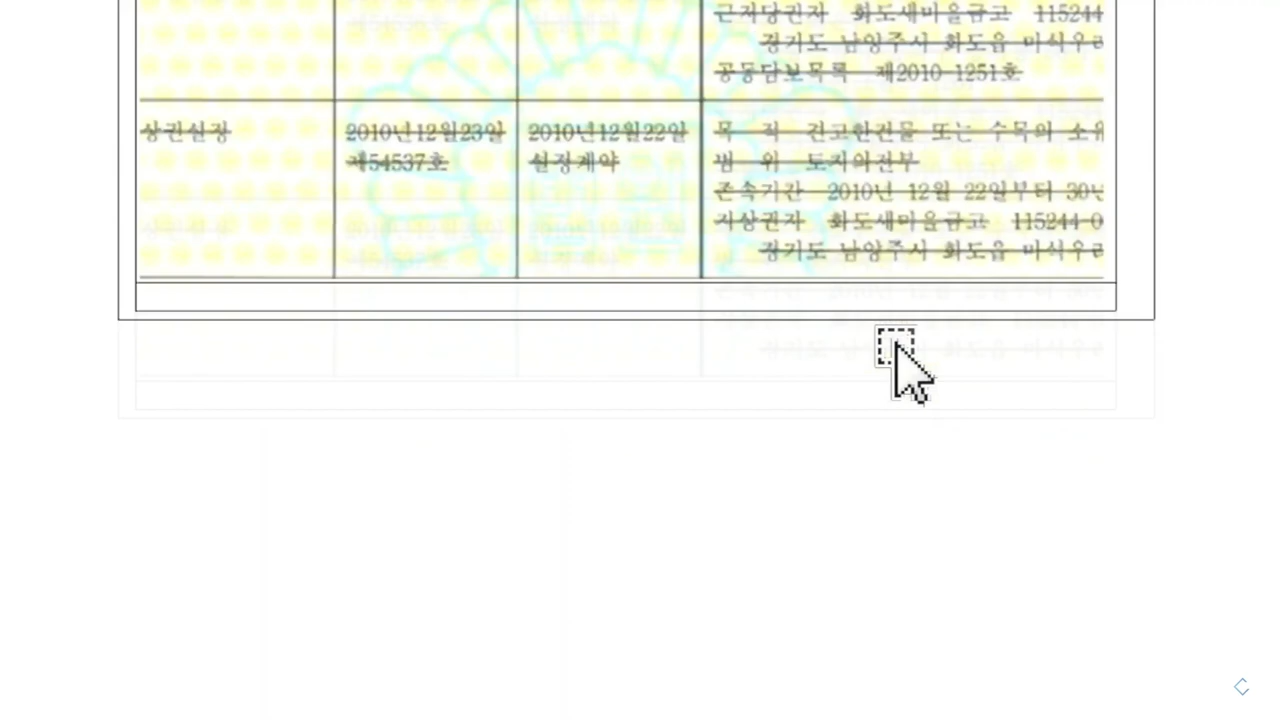 근저당권자 화도새마을금고 115244
경기도 남양주시 화도읍 마석우리
공동담보목록 제2010-1251호
상권설정 2010년12월23일 2010년12월22일 목 적 견고한건물 또는 수목의 소유
제54537호 설정계약 범 위 토지의전부
존속기간 2010년 12월 22일부터 30년
지상권자 화도새마을금고 115244-0
경기도 남양주시 화도읍 마석우리